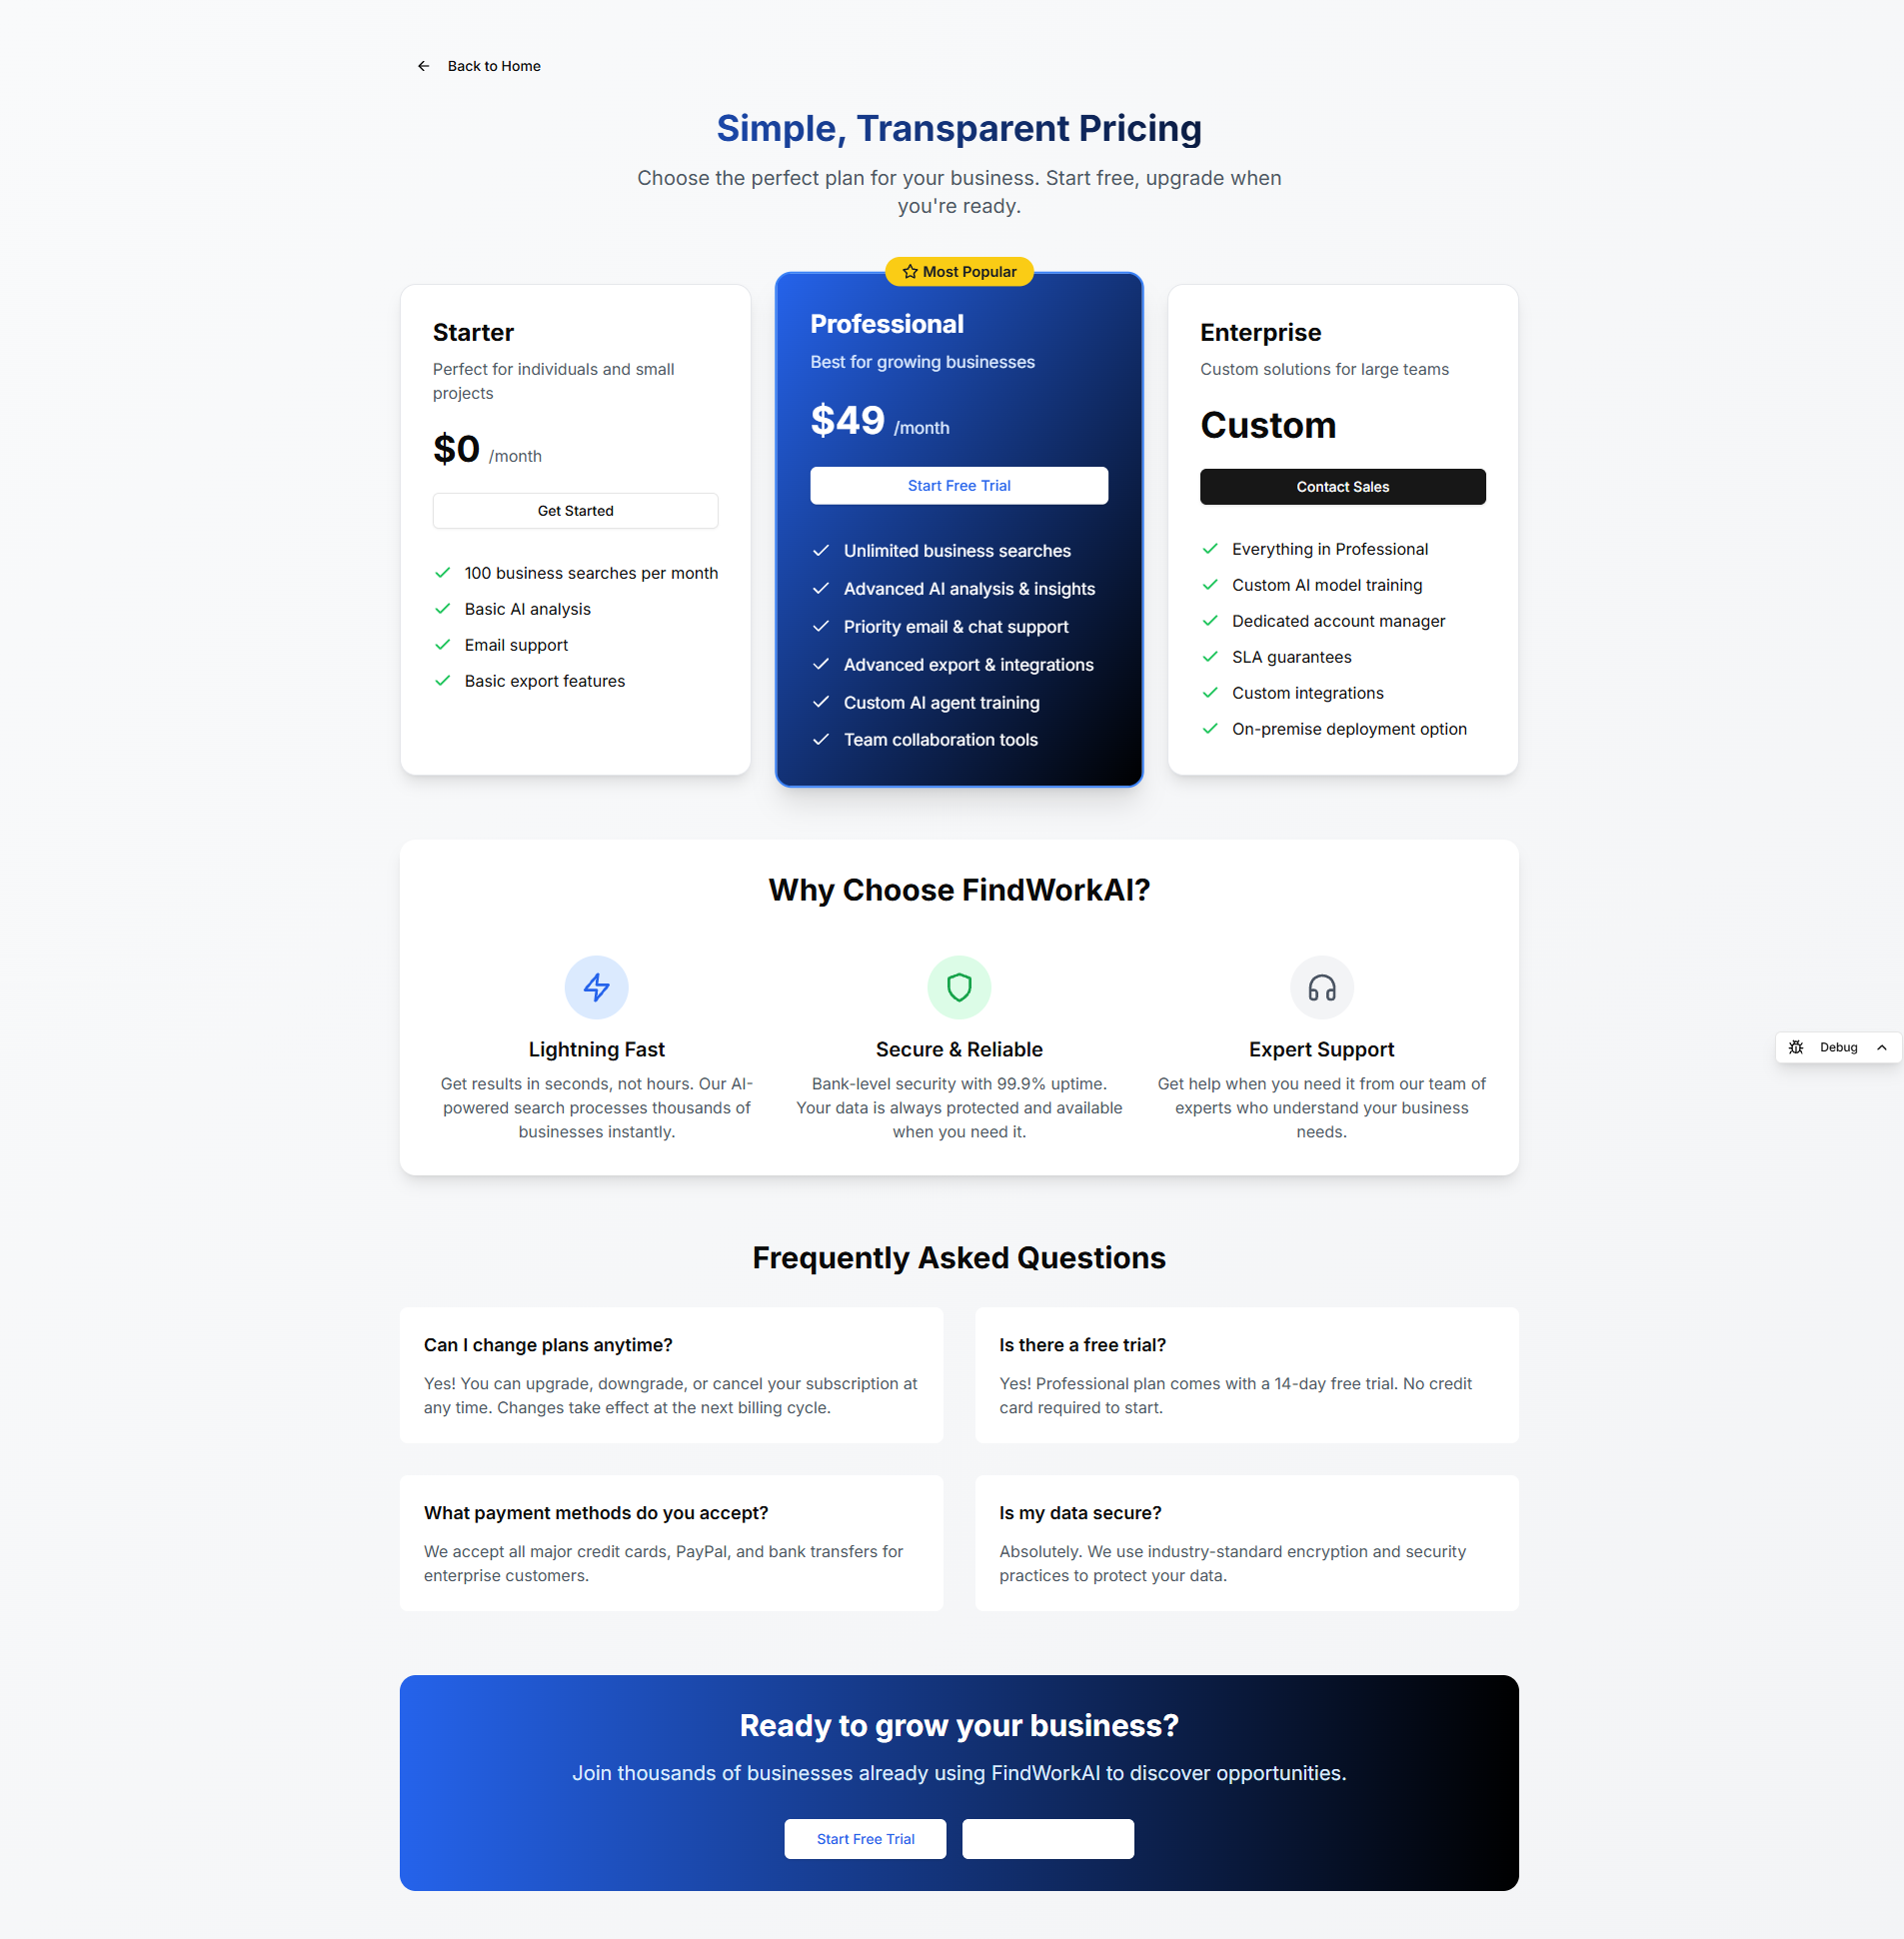 Back to Home
Simple, Transparent Pricing
Choose the perfect plan for your business. Start free, upgrade when
you're ready.
Starter
Perfect for individuals and small
projects
$0 /month
Get Started
100 business searches per month
Basic AI analysis
Email support
Basic export features
Most Popular
Professional
Best for growing businesses
$49 /month
Start Free Trial
Unlimited business searches
Advanced AI analysis & insights
Priority email & chat support
Advanced export & integrations
Custom AI agent training
Team collaboration tools
Enterprise
Custom solutions for large teams
Custom
Contact Sales
Everything in Professional
Custom AI model training
Dedicated account manager
SLA guarantees
Custom integrations
On-premise deployment option
Why Choose FindWorkAI?
Lightning Fast
Get results in seconds, not hours. Our AI-
powered search processes thousands of
businesses instantly.
Secure & Reliable
Bank-level security with 99.9% uptime.
Your data is always protected and available
when you need it.
Expert Support
Get help when you need it from our team of
experts who understand your business
needs.
Debug
Frequently Asked Questions
Can I change plans anytime?
Yes! You can upgrade, downgrade, or cancel your subscription at
any time. Changes take effect at the next billing cycle.
Is there a free trial?
Yes! Professional plan comes with a 14-day free trial. No credit
card required to start.
What payment methods do you accept?
We accept all major credit cards, PayPal, and bank transfers for
enterprise customers.
Is my data secure?
Absolutely. We use industry-standard encryption and security
practices to protect your data.
Ready to grow your business?
Join thousands of businesses already using FindWorkAI to discover opportunities.
Start Free Trial